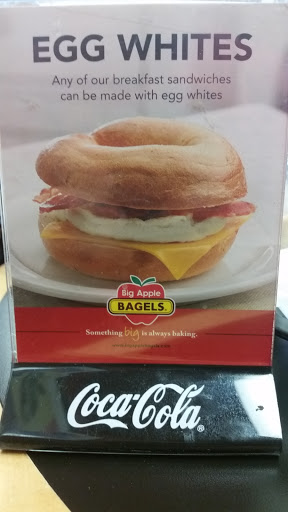 EGG WHITES
Any of our breakfast sandwiches
can be made with egg whites
Big Apple
BAGELS®
Something big is always baking.
Coca-Cola®